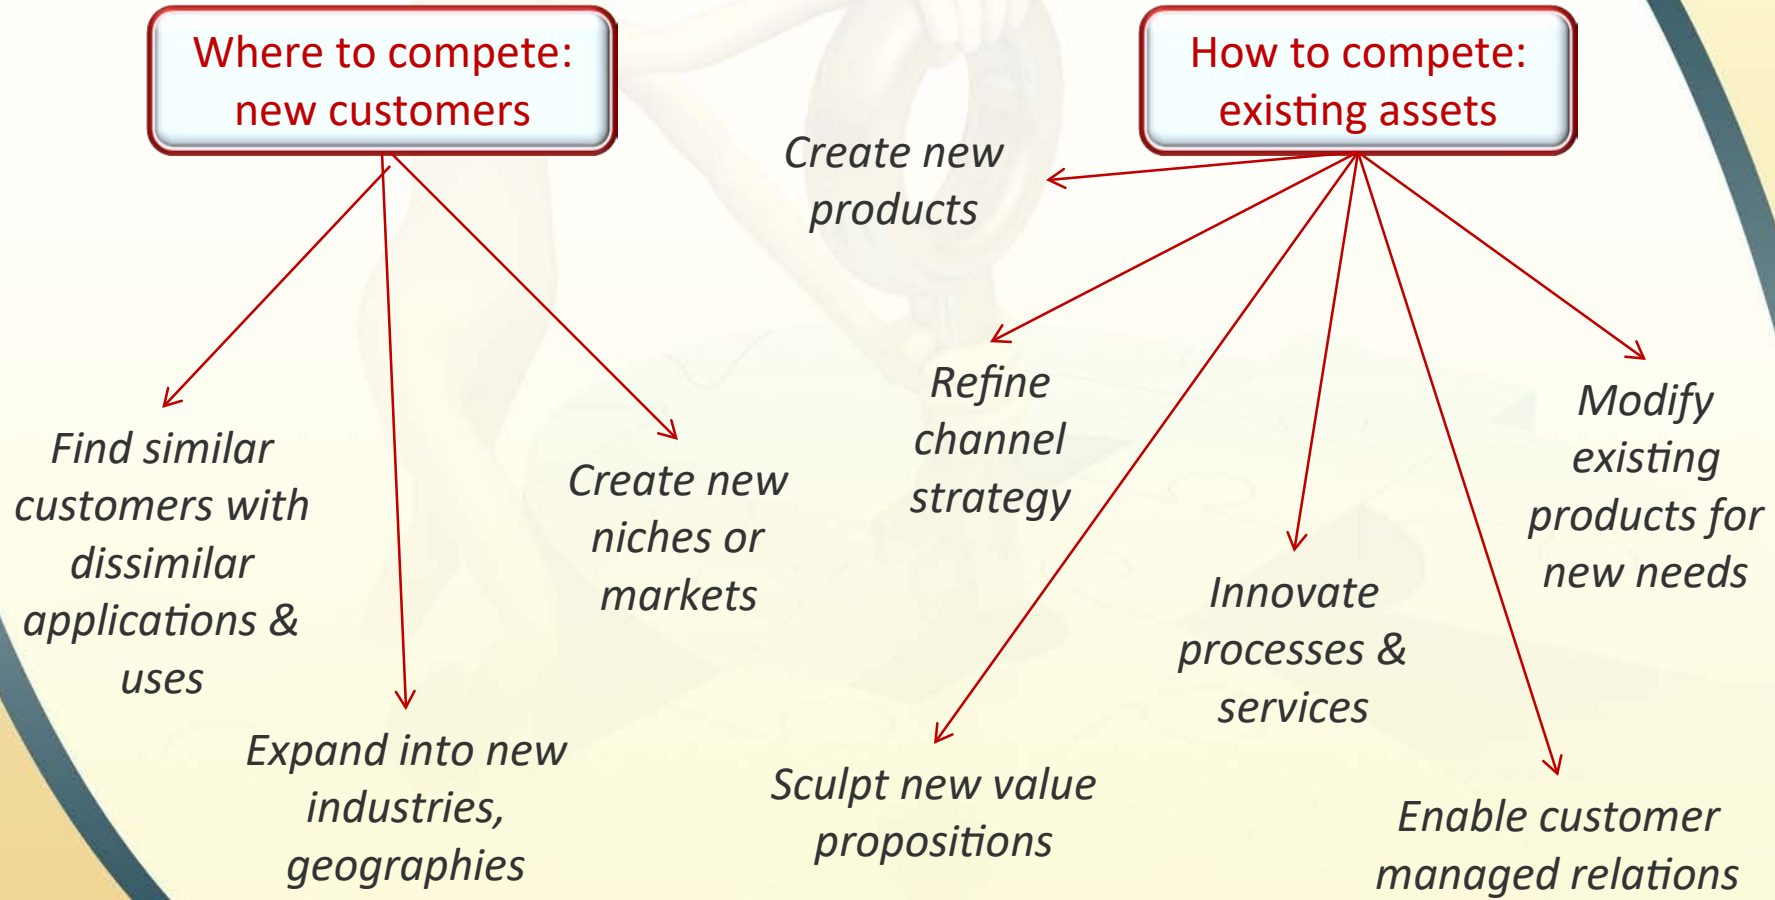 Where to compete:
new customers
How to compete:
existing assets
Create new
products
Find similar
customers with
dissimilar
applications &
uses
Expand into new
industries,
geographies
Create new
niches or
markets
Refine
channel
strategy
Sculpt new value
propositions
Innovate
processes &
services
Enable customer
managed relations
Modify
existing
products for
new needs